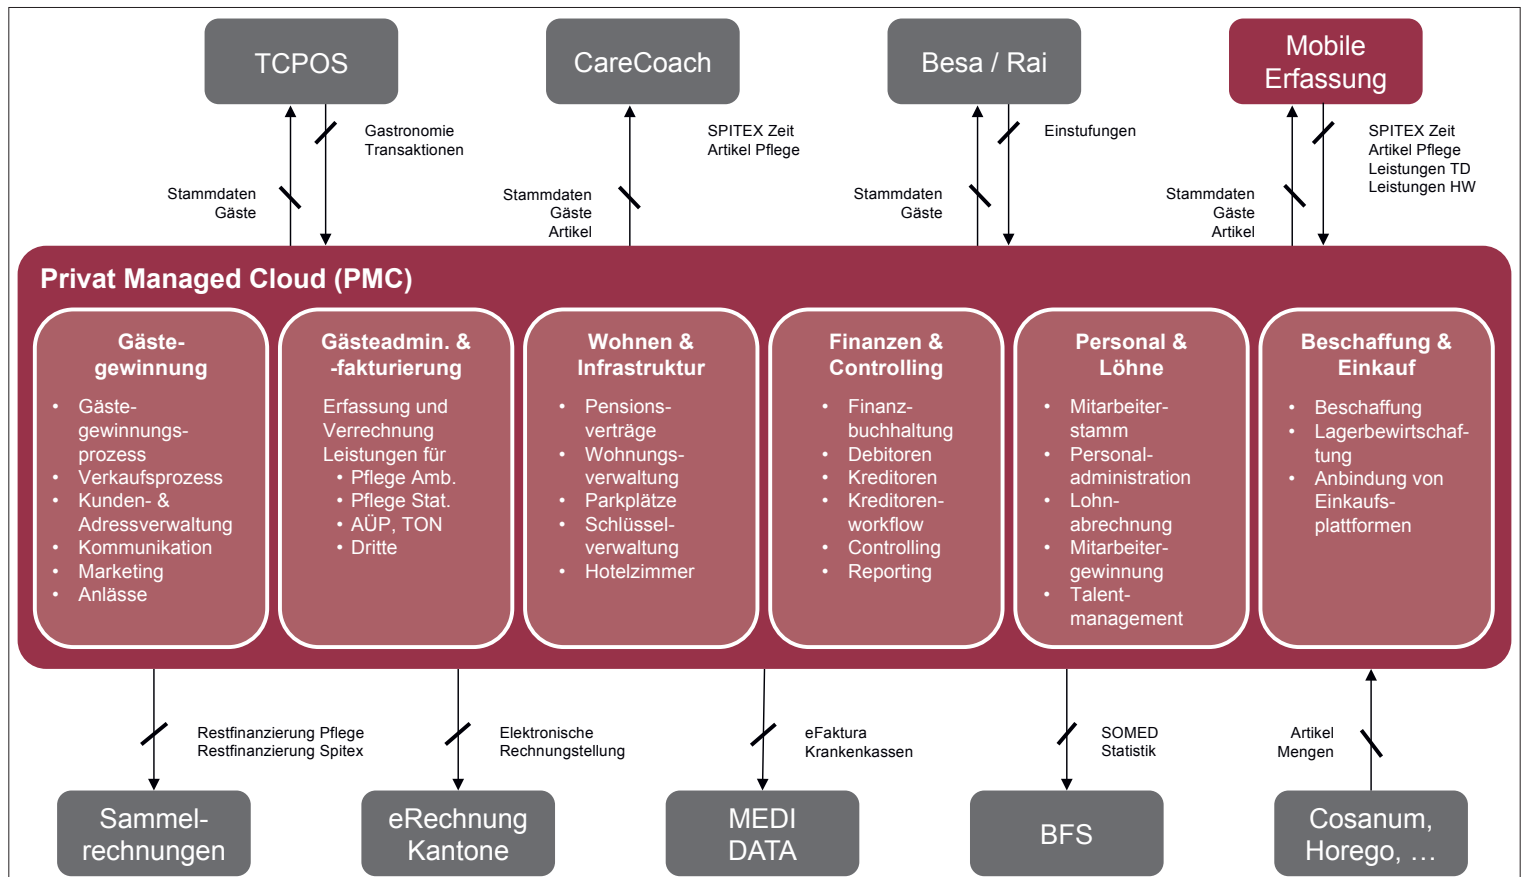 TCPOS
CareCoach
Besa / Rai
Mobile
Erfassung
Gastronomie
Transaktionen
Stammdaten
Gäste
SPITEX Zeit
Artikel Pflege
Stammdaten
Gäste
Artikel
Einstufungen
Stammdaten
Gäste
SPITEX Zeit
Artikel Pflege
Leistungen TD
Leistungen HW
Stammdaten
Gäste
Artikel
Privat Managed Cloud (PMC)
Gäste-
gewinnung
• Gäste-
gewinnungs-
prozess
• Verkaufsprozess
• Kunden- &
Adressverwaltung
• Kommunikation
• Marketing
• Anlässe
Gästeadmin. &
-fakturierung
Erfassung und
Verrechnung
Leistungen für
• Pflege Amb.
• Pflege Stat.
• AÜP, TON
• Dritte
Wohnen &
Infrastruktur
• Pensions-
verträge
• Wohnungs-
verwaltung
• Parkplätze
• Schlüssel-
verwaltung
• Hotelzimmer
Finanzen &
Controlling
• Finanz-
buchhaltung
• Debitoren
• Kreditoren
• Kreditoren-
workflow
• Controlling
• Reporting
Personal &
Löhne
• Mitarbeiter-
stamm
• Personal-
administration
• Lohn-
abrechnung
• Mitarbeiter-
gewinnung
• Talent-
management
Beschaffung &
Einkauf
• Beschaffung
• Lagerbewirtschaf-
tung
• Anbindung von
Einkaufs-
plattformen
Restfinanzierung Pflege
Restfinanzierung Spitex
Elektronische
Rechnungstellung
eFaktura
Krankenkassen
SOMED
Statistik
Artikel
Mengen
Sammel-
rechnungen
eRechnung
Kantone
MEDI
DATA
BFS
Cosanum,
Horego, …